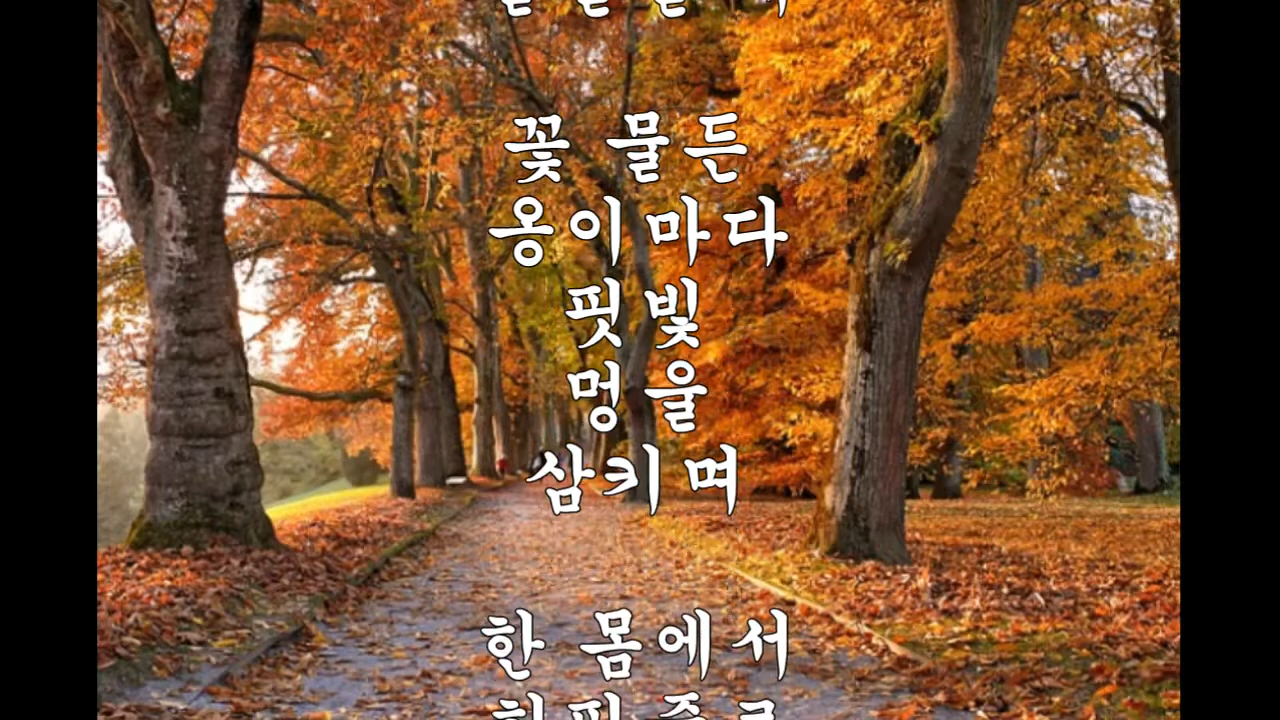 꽃 물든
옹이마다
핏빛
멍울
삼키며
한 몸에서